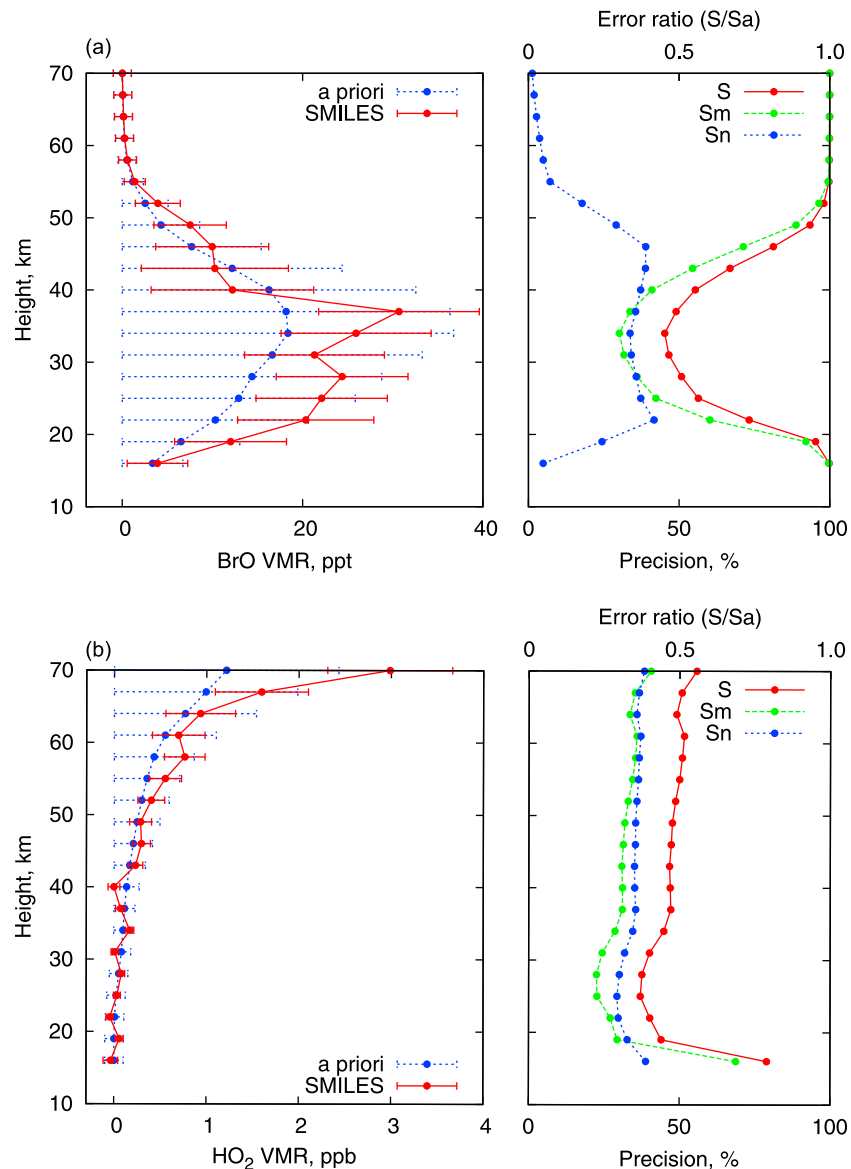 (a)
Error ratio (S/Sa)
0 0.5 1.0
70
60
50
40
30
20
10
Height, km
a priori
SMILES
S
Sm
Sn
0 20 40
0 50 100
BrO VMR, ppt
Precision, %
(b)
Error ratio (S/Sa)
0 0.5 1.0
70
60
50
40
30
20
10
Height, km
S
Sm
Sn
a priori
SMILES
0 1 2 3 4
0 50 100
HO₂ VMR, ppb
Precision, %